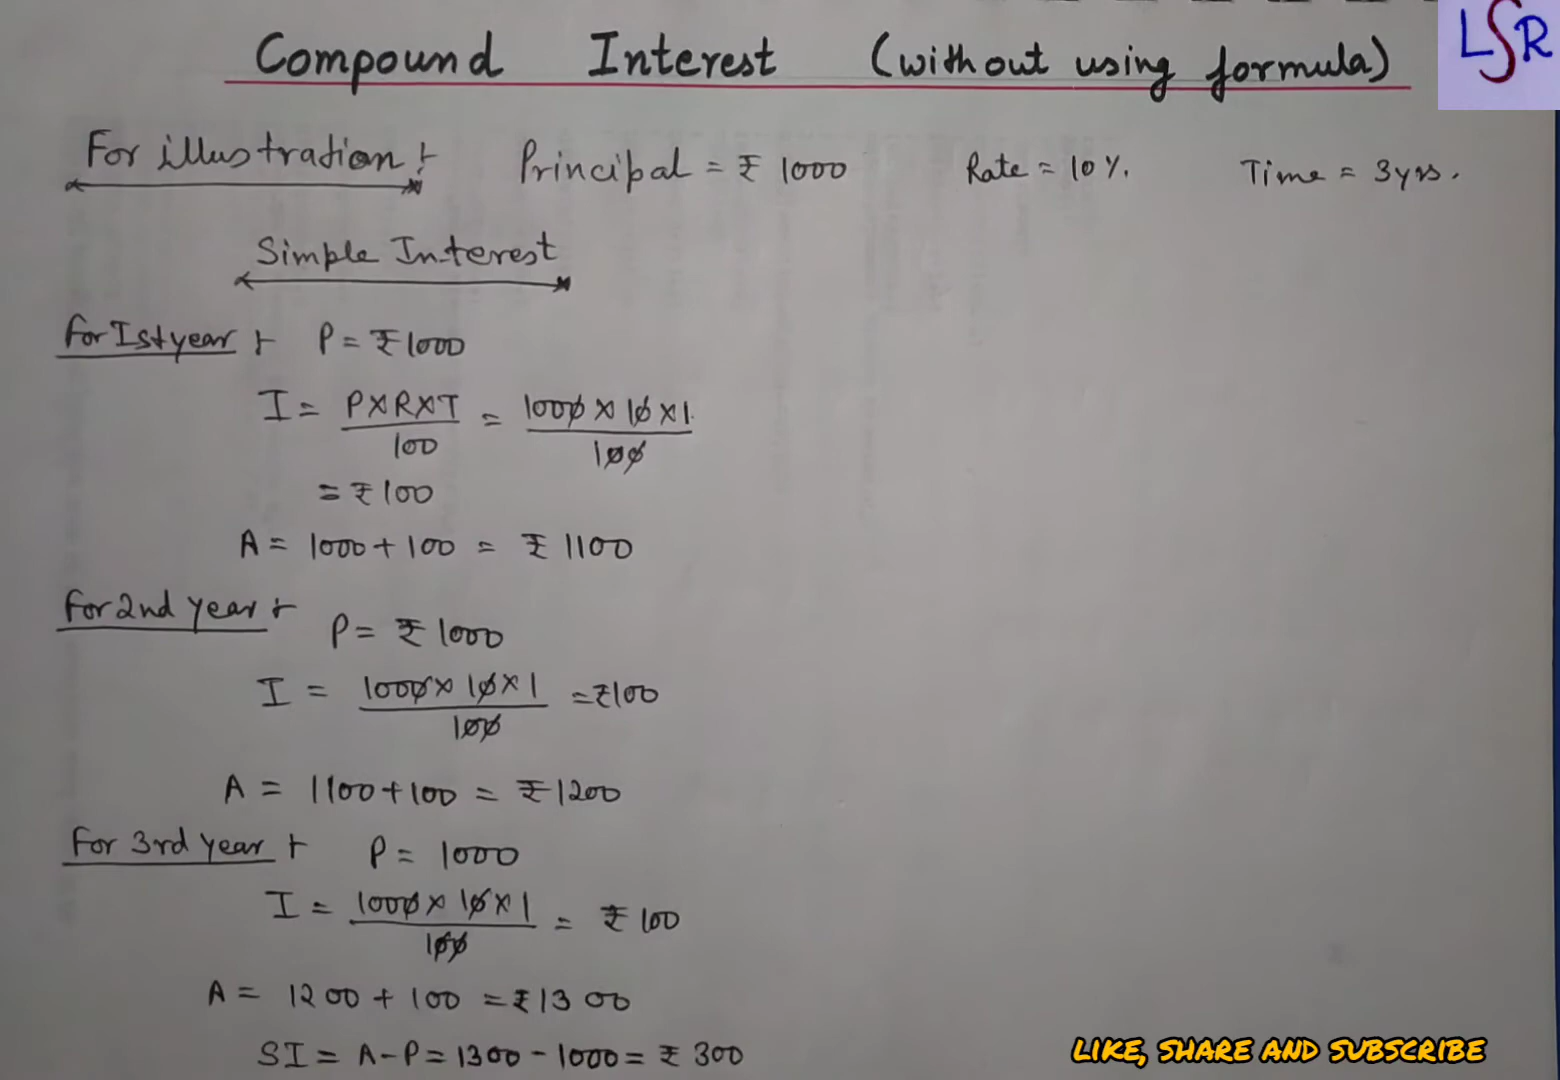 Compound Interest (without using formula)
LSR
For illustration :- Principal = ₹ 1000 Rate = 10%. Time = 3yrs.
Simple Interest
For Ist year :- P = ₹1000
I = PXRXT/100 = 1000 × 10 × 1/100
= ₹100
A = 1000 + 100 = ₹ 1100
For 2nd year :-
P = ₹ 1000
I = 1000 × 10 × 1/100 = ₹100
A = 1100 + 100 = ₹1200
For 3rd year :- P = 1000
I = 1000 × 10 × 1/100 = ₹ 100
A = 1200 + 100 = ₹1300
SI = A-P = 1300 - 1000 = ₹ 300
LIKE, SHARE AND SUBSCRIBE